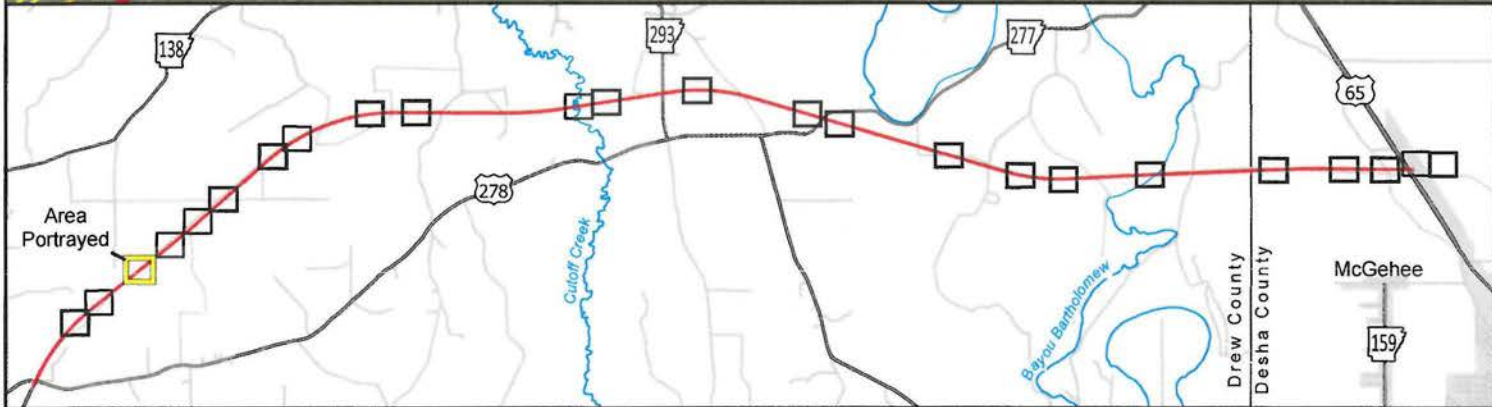 138
293
277
65
278
Area
Portrayed
Cutoff Creek
Bayou Bartholomew
Drew County
Desha County
McGehee
159